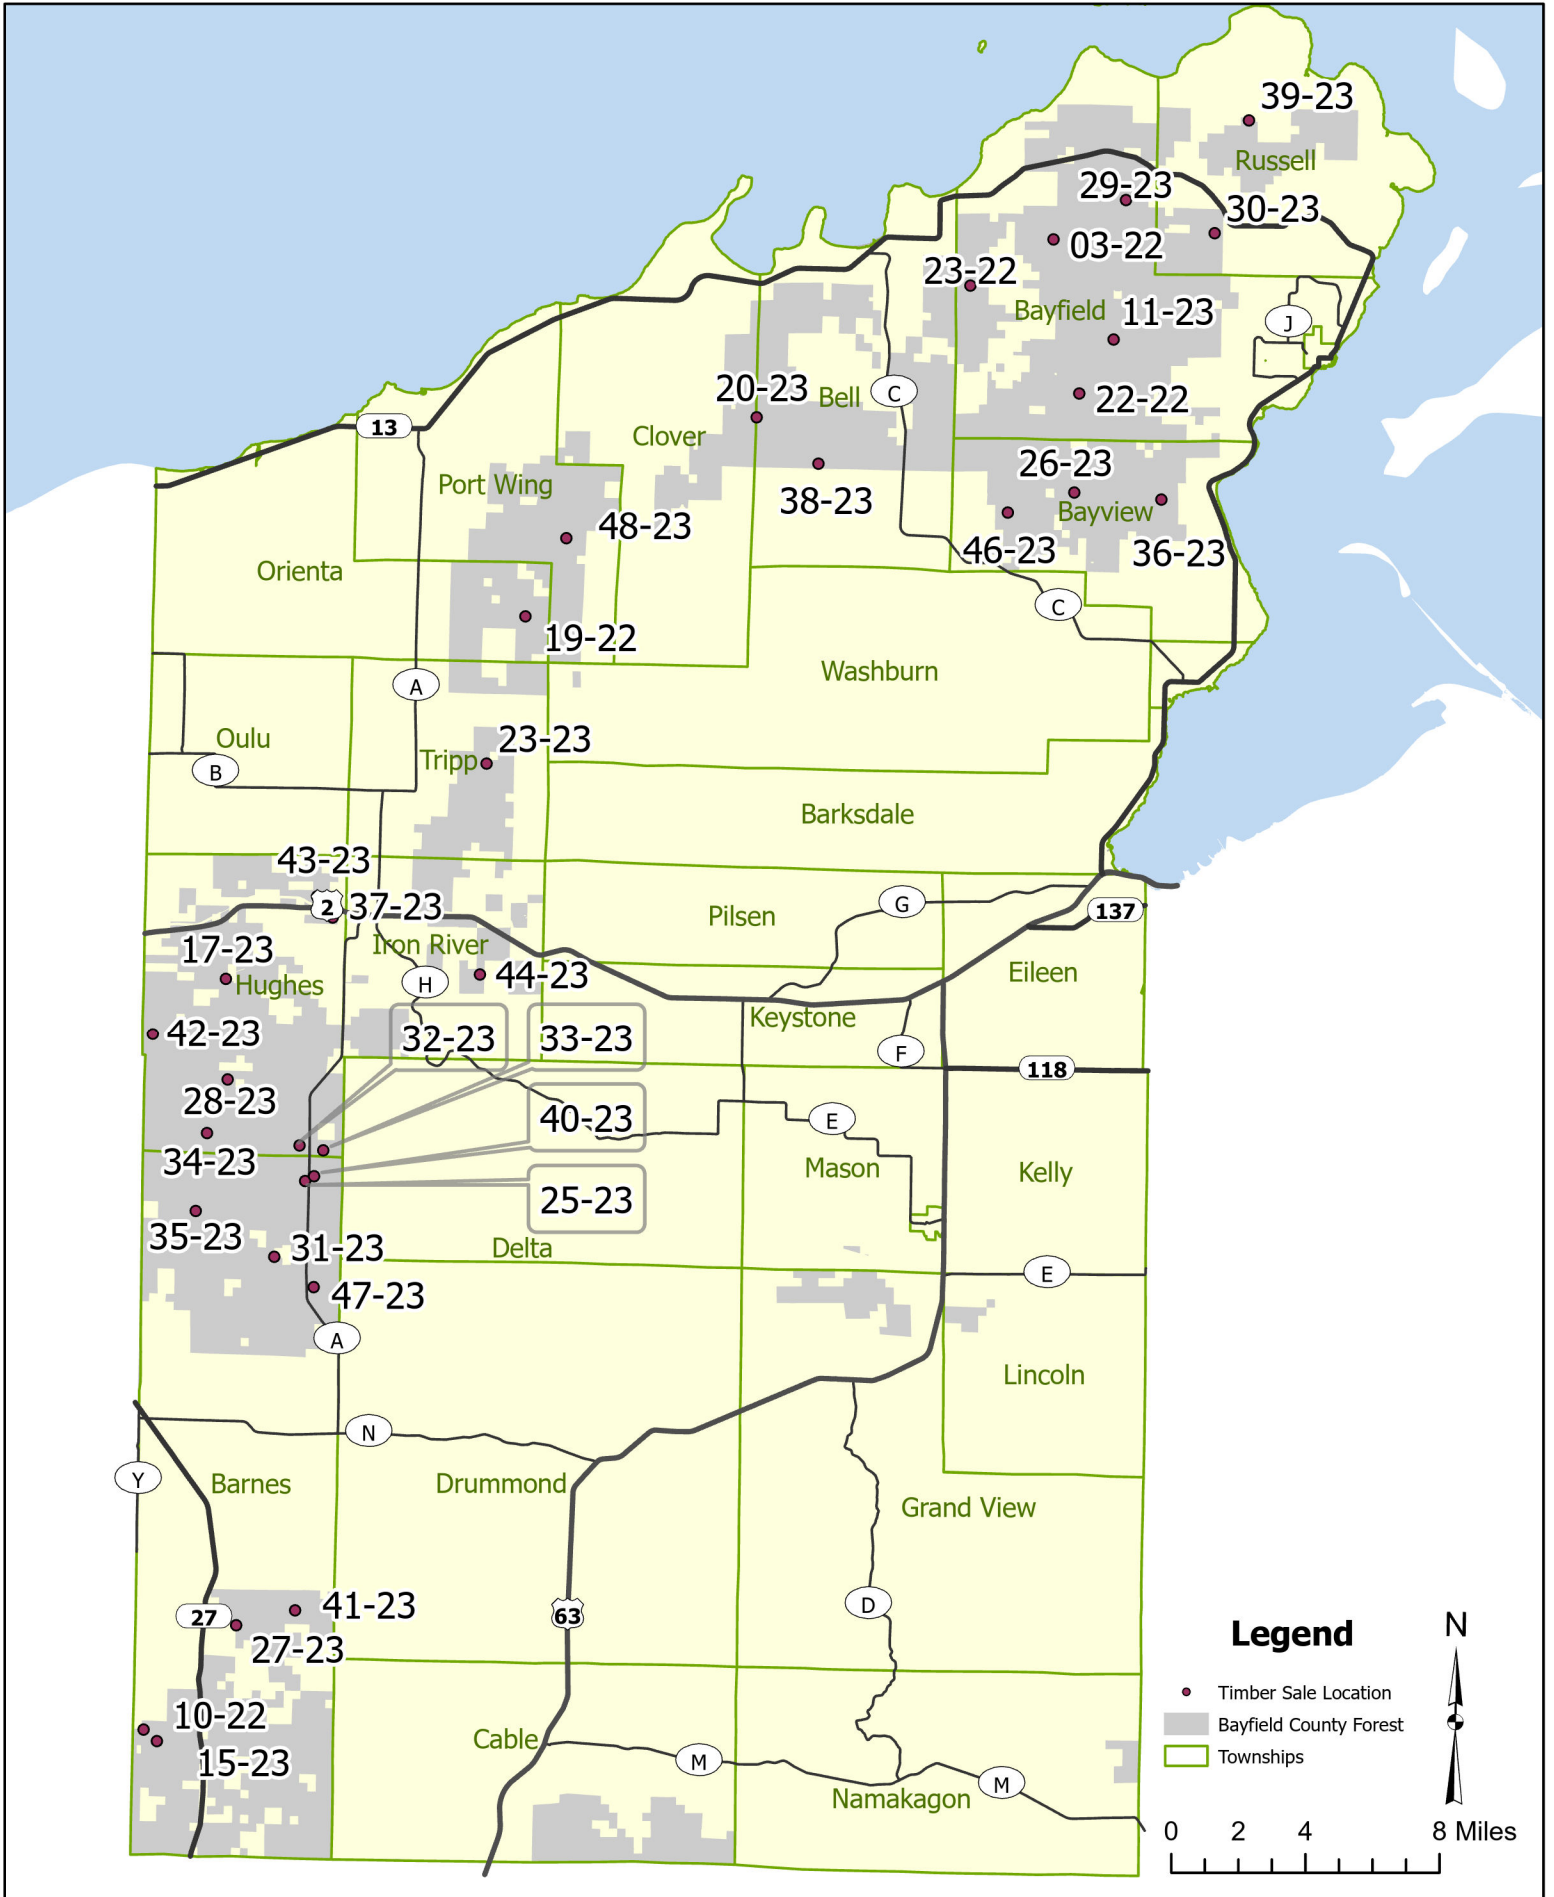 39-23
Russell
29-23
30-23
03-22
23-22
Bayfield
11-23
J
20-23
Bell
C
22-22
13
Clover
26-23
Port Wing
38-23
Bayview
48-23
46-23
36-23
Orienta
C
19-22
Washburn
A
Oulu
23-23
Tripp
B
Barksdale
43-23
2
37-23
G
137
Pilsen
17-23
Iron River
Hughes
H
44-23
Eileen
42-23
32-23
33-23
Keystone
F
118
28-23
40-23
E
34-23
Mason
Kelly
25-23
35-23
31-23
Delta
47-23
E
A
Lincoln
N
Y
Barnes
Drummond
Grand View
41-23
27
63
D
27-23
10-22
15-23
Cable
M
M
Namakagon
Legend
N
Timber Sale Location
Bayfield County Forest
Townships
0 2 4 8 Miles